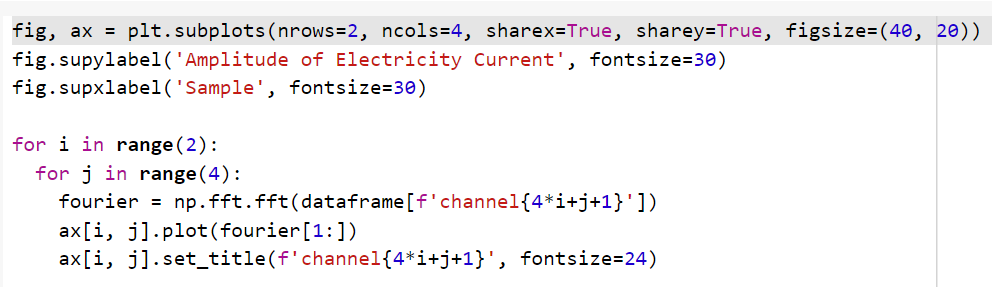 fig, ax = plt.subplots(nrows=2, ncols=4, sharex=True, sharey=True, figsize=(40, 20))
fig.supylabel('Amplitude of Electricity Current', fontsize=30)
fig.supxlabel('Sample', fontsize=30)

for i in range(2):
  for j in range(4):
    fourier = np.fft.fft(dataframe[f'channel{4*i+j+1}'])
    ax[i, j].plot(fourier[1:])
    ax[i, j].set_title(f'channel{4*i+j+1}', fontsize=24)